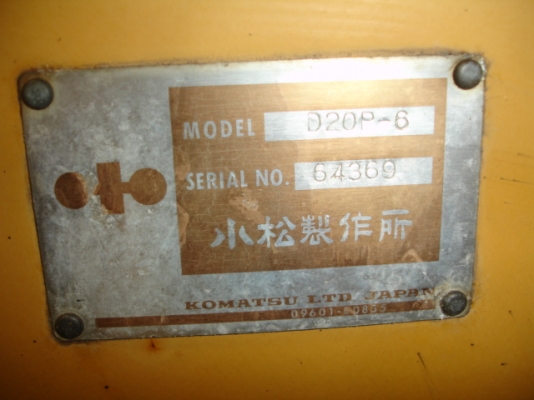 MODEL D20P-6
SERIAL NO. 64369
小松製作所
KOMATSU LTD JAPAN